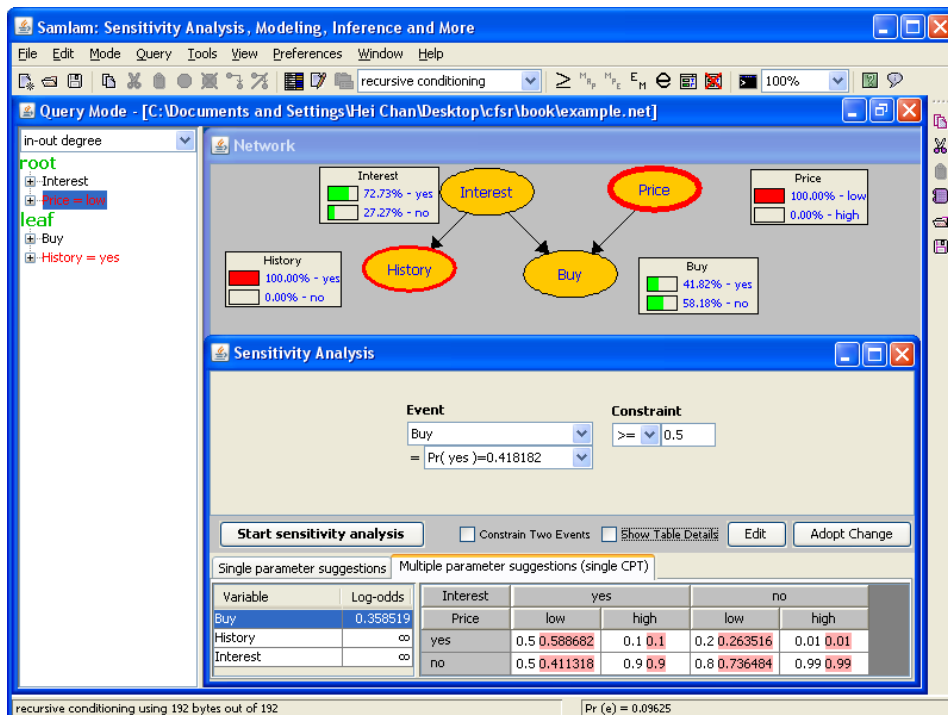 SamIam: Sensitivity Analysis, Modeling, Inference and More
File Edit Mode Query Tools View Preferences Window Help
recursive conditioning
100%
Query Mode - [C:\Documents and Settings\Hei Chan\Desktop\cfsr\book\example.net]
in-out degree
root
Interest
Price = low
leaf
Buy
History = yes
Network
Interest
72.73% - yes
27.27% - no
Interest
Price
Price
100.00% - low
0.00% - high
History
100.00% - yes
0.00% - no
History
Buy
Buy
41.82% - yes
58.18% - no
Sensitivity Analysis
Event Constraint
Buy >= 0.5
= Pr( yes )=0.418182
Start sensitivity analysis Constrain Two Events Show Table Details Edit Adopt Change
Single parameter suggestions Multiple parameter suggestions (single CPT)
Variable Log-odds
Buy 0.358519
History ∞
Interest ∞
Interest yes no
Price low high low high
yes 0.5 0.588682 0.1 0.1 0.2 0.263516 0.01 0.01
no 0.5 0.411318 0.9 0.9 0.8 0.736484 0.99 0.99
recursive conditioning using 192 bytes out of 192 Pr (e) = 0.09625